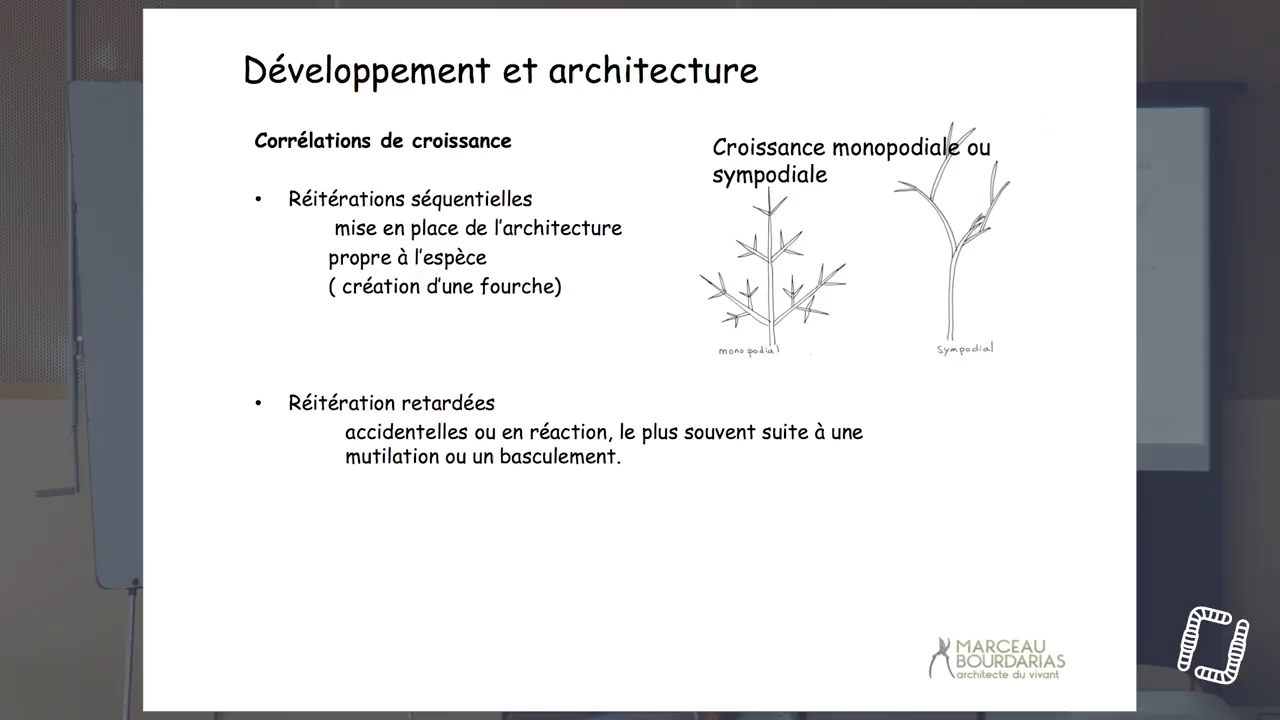 Développement et architecture
Corrélations de croissance
• Réitérations séquentielles
mise en place de l'architecture
propre à l'espèce
( création d'une fourche)
Croissance monopodiale ou
sympodiale
monopodial
Sympodial
• Réitération retardées
accidentelles ou en réaction, le plus souvent suite à une
mutilation ou un basculement.
MARCEAU
BOURDARIAS
architecte du vivant